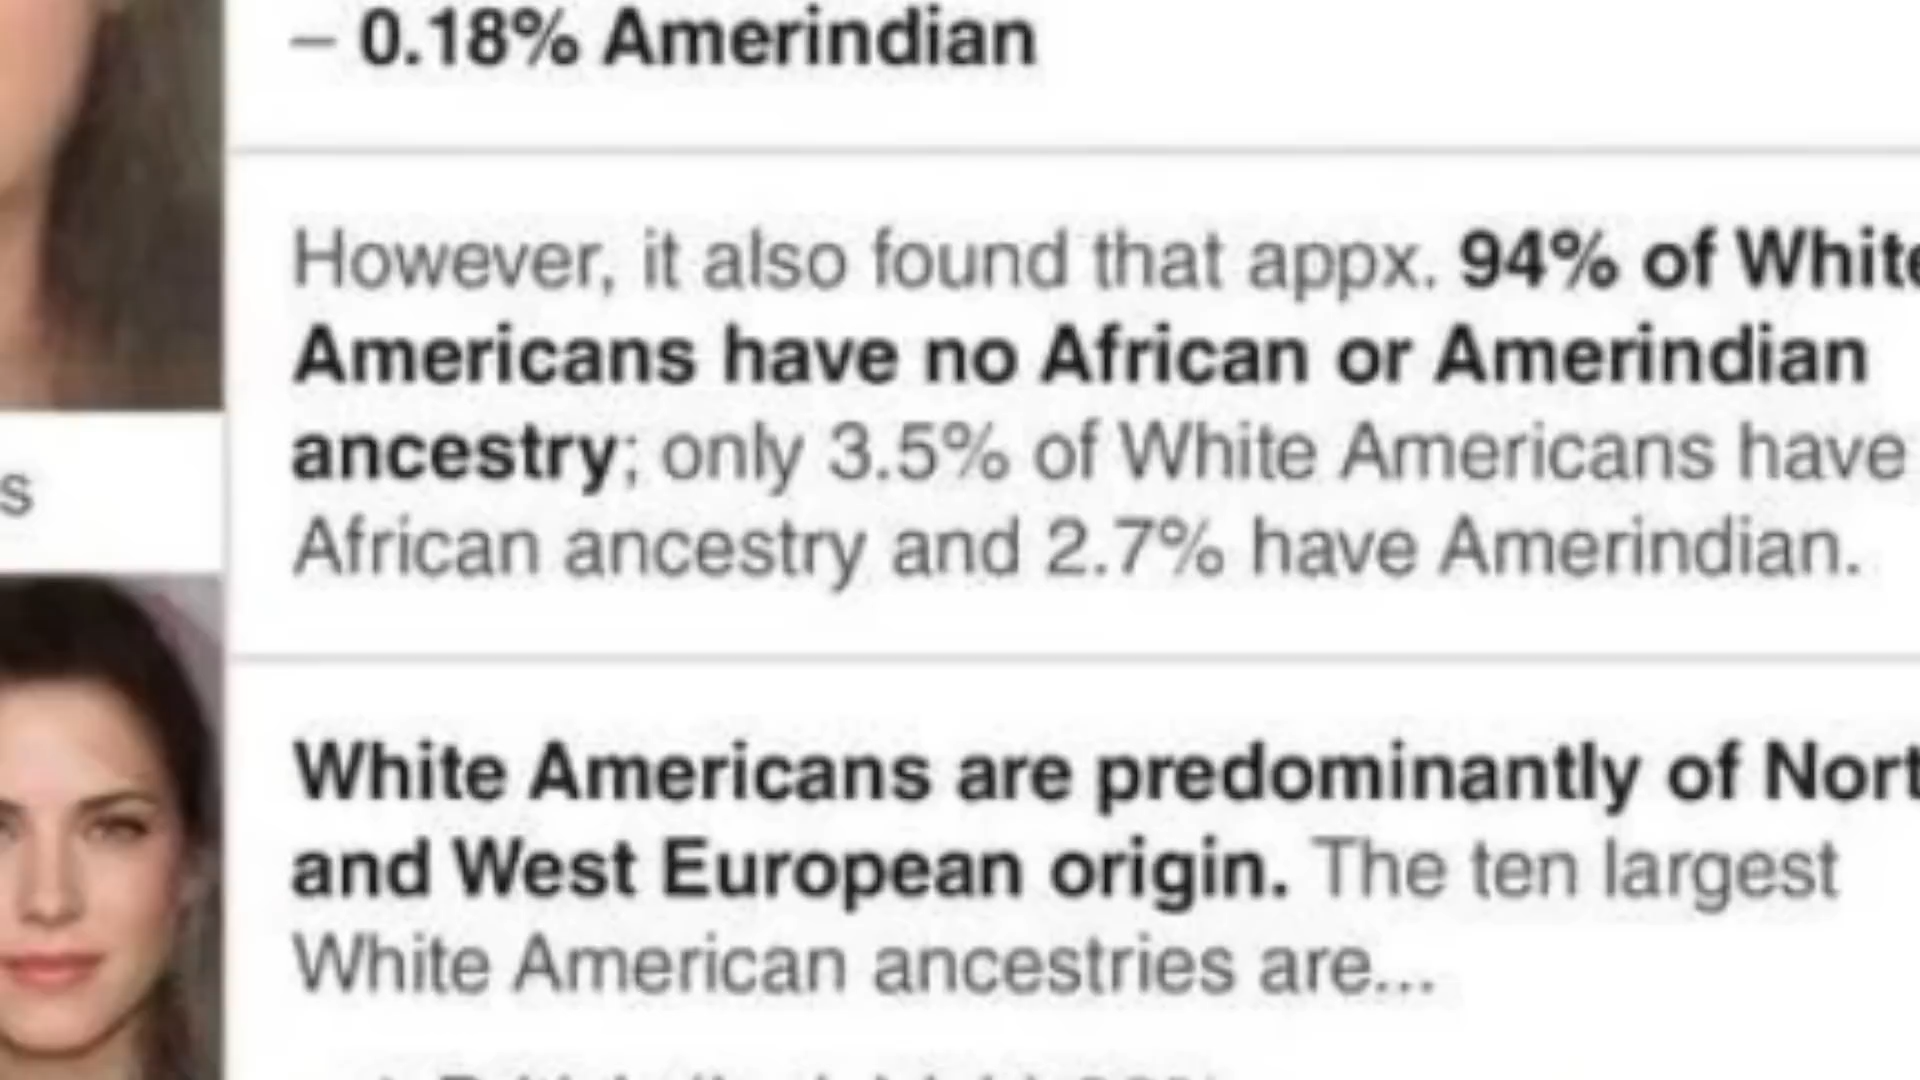 – 0.18% Amerindian
However, it also found that appx. 94% of White
Americans have no African or Amerindian
ancestry; only 3.5% of White Americans have
s
African ancestry and 2.7% have Amerindian.
White Americans are predominantly of Nort
and West European origin. The ten largest
White American ancestries are...